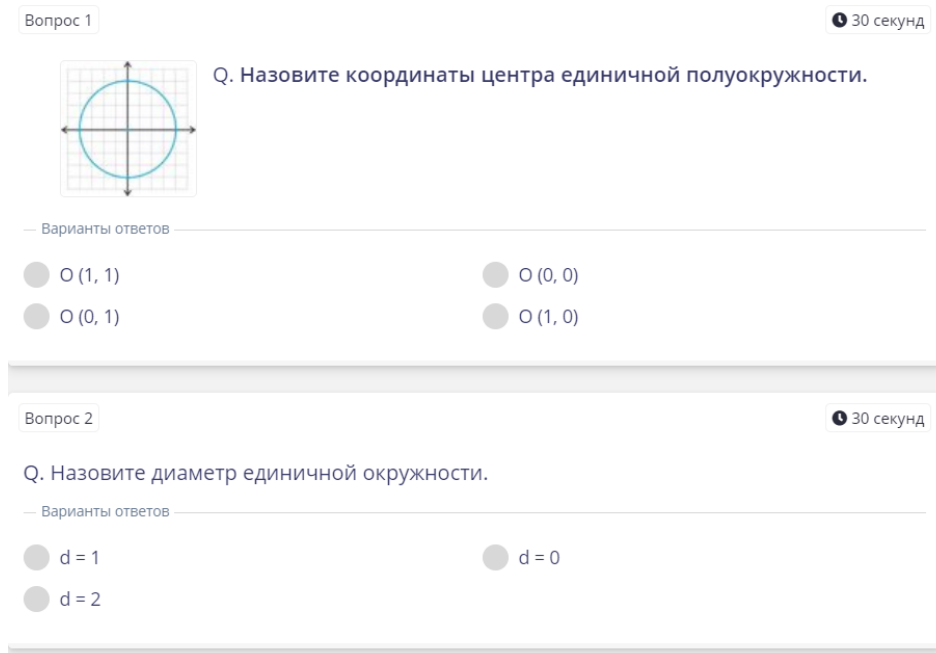 Вопрос 1
30 секунд
Q. Назовите координаты центра единичной полуокружности.
Варианты ответов
O (1, 1)
O (0, 0)
O (0, 1)
O (1, 0)
Вопрос 2
30 секунд
Q. Назовите диаметр единичной окружности.
Варианты ответов
d = 1
d = 0
d = 2